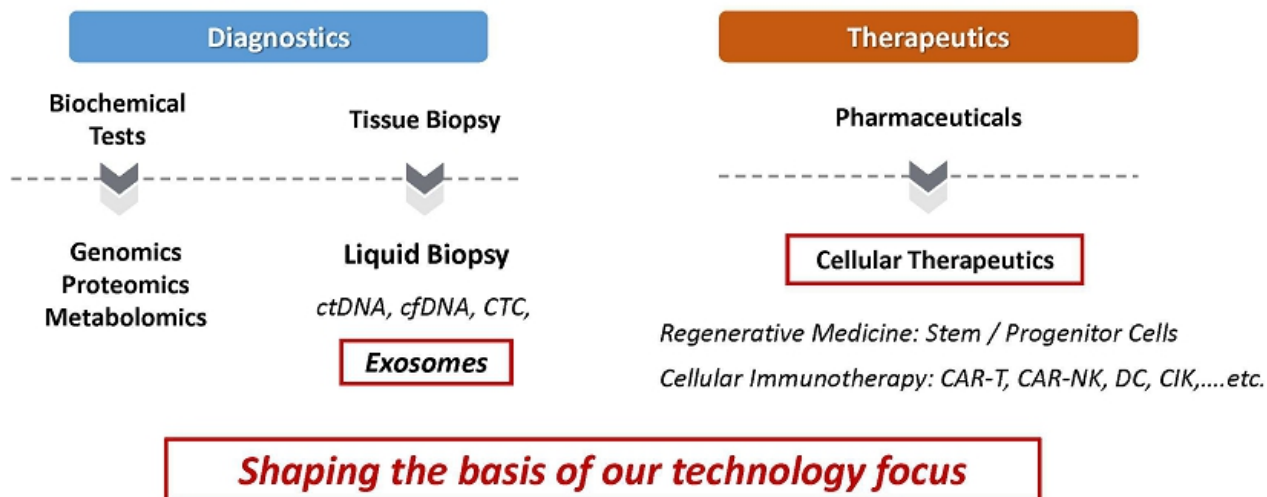 Diagnostics
Biochemical
Tests
Tissue Biopsy
Genomics
Proteomics
Metabolomics
Liquid Biopsy
ctDNA, cfDNA, CTC,
Exosomes
Therapeutics
Pharmaceuticals
Cellular Therapeutics
Regenerative Medicine: Stem / Progenitor Cells
Cellular Immunotherapy: CAR-T, CAR-NK, DC, CIK,....etc.
Shaping the basis of our technology focus